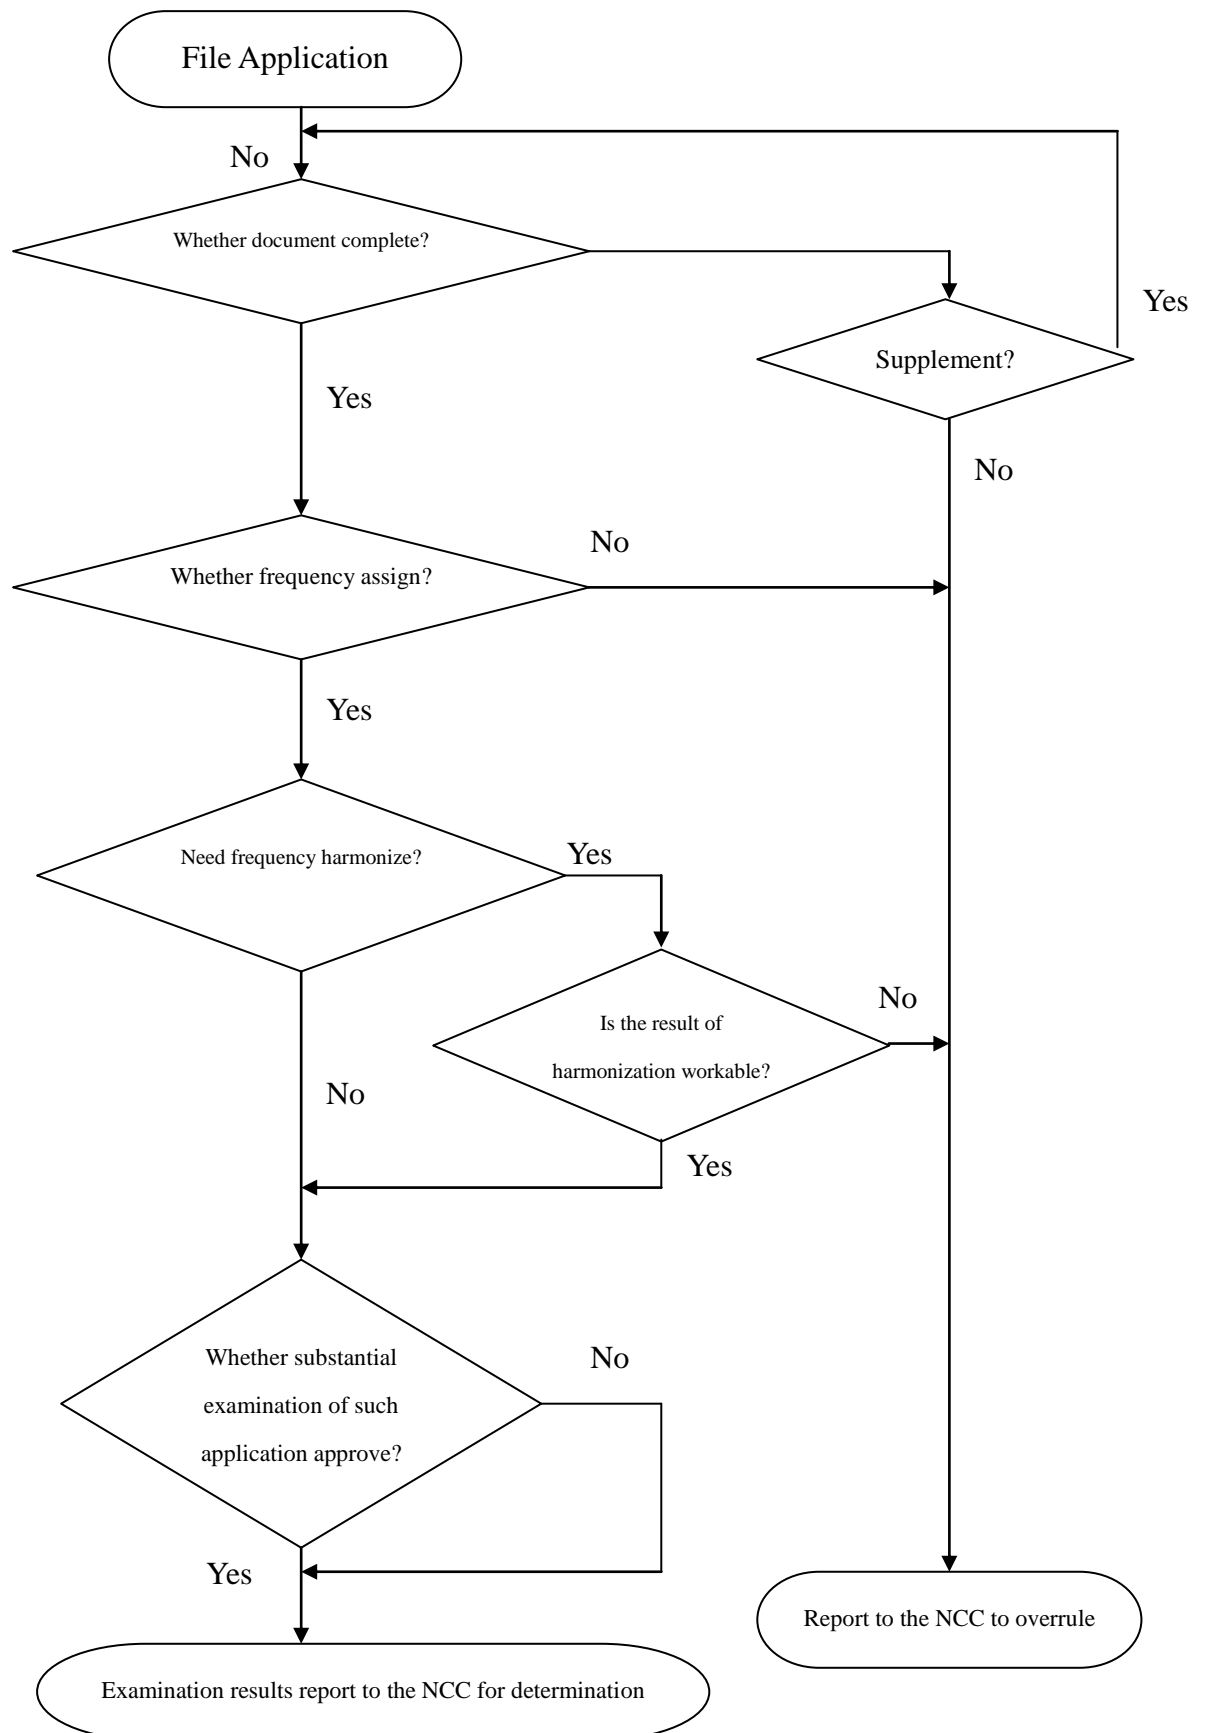 File Application
No
Whether document complete?
Yes
Supplement?
Yes
No
No
Whether frequency assign?
Yes
Need frequency harmonize?
Yes
No
Is the result of
harmonization workable?
No
Yes
Whether substantial
examination of such
application approve?
No
Yes
Report to the NCC to overrule
Examination results report to the NCC for determination